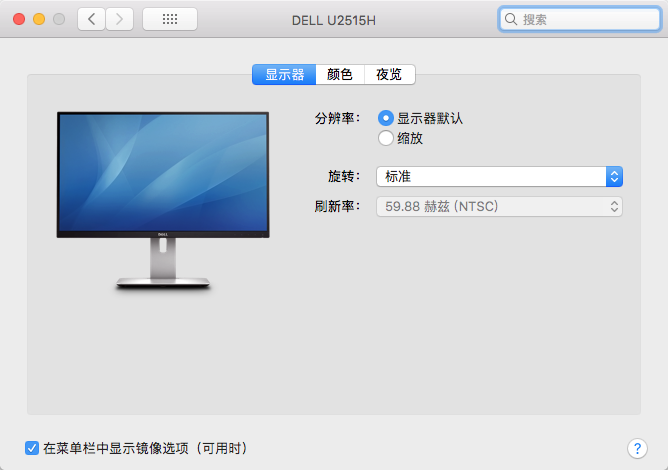 DELL U2515H
搜索
显示器 颜色 夜览
分辨率： 显示器默认
缩放
旋转： 标准
刷新率： 59.88 赫兹 (NTSC)
DELL
在菜单栏中显示镜像选项（可用时）
?